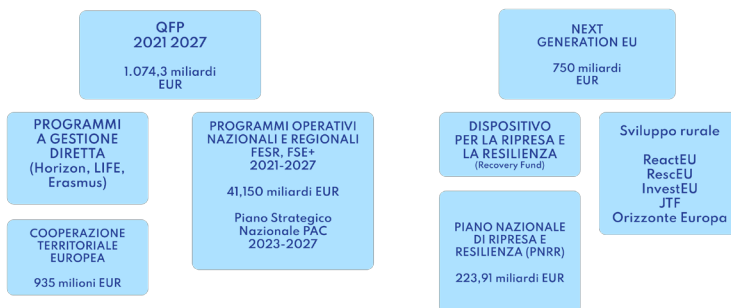 QFP
2021 2027
1.074,3 miliardi
EUR
NEXT
GENERATION EU
750 miliardi
EUR
PROGRAMMI
A GESTIONE
DIRETTA
(Horizon, LIFE,
Erasmus)
PROGRAMMI OPERATIVI
NAZIONALI E REGIONALI
FESR, FSE+
2021-2027
41,150 miliardi EUR
Piano Strategico
Nazionale PAC
2023-2027
DISPOSITIVO
PER LA RIPRESA E
LA RESILIENZA
(Recovery Fund)
Sviluppo rurale
ReactEU
RescEU
InvestEU
JTF
Orizzonte Europa
COOPERAZIONE
TERRITORIALE
EUROPEA
935 milioni EUR
PIANO NAZIONALE
DI RIPRESA E
RESILIENZA (PNRR)
223,91 miliardi EUR